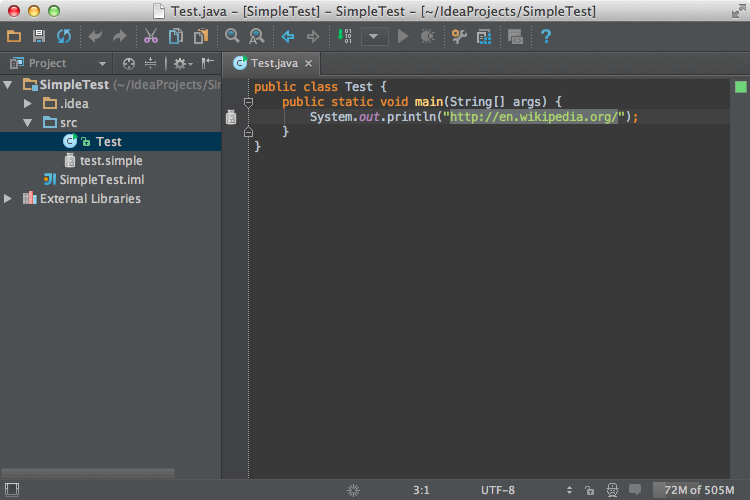 Test.java – [SimpleTest] – SimpleTest – [~/IdeaProjects/SimpleTest]
Project
Test.java
SimpleTest (~/IdeaProjects/Si
.idea
src
Test
test.simple
SimpleTest.iml
External Libraries
public class Test {
public static void main(String[] args) {
System.out.println("http://en.wikipedia.org/");
}
}
3:1
UTF-8
72M of 505M